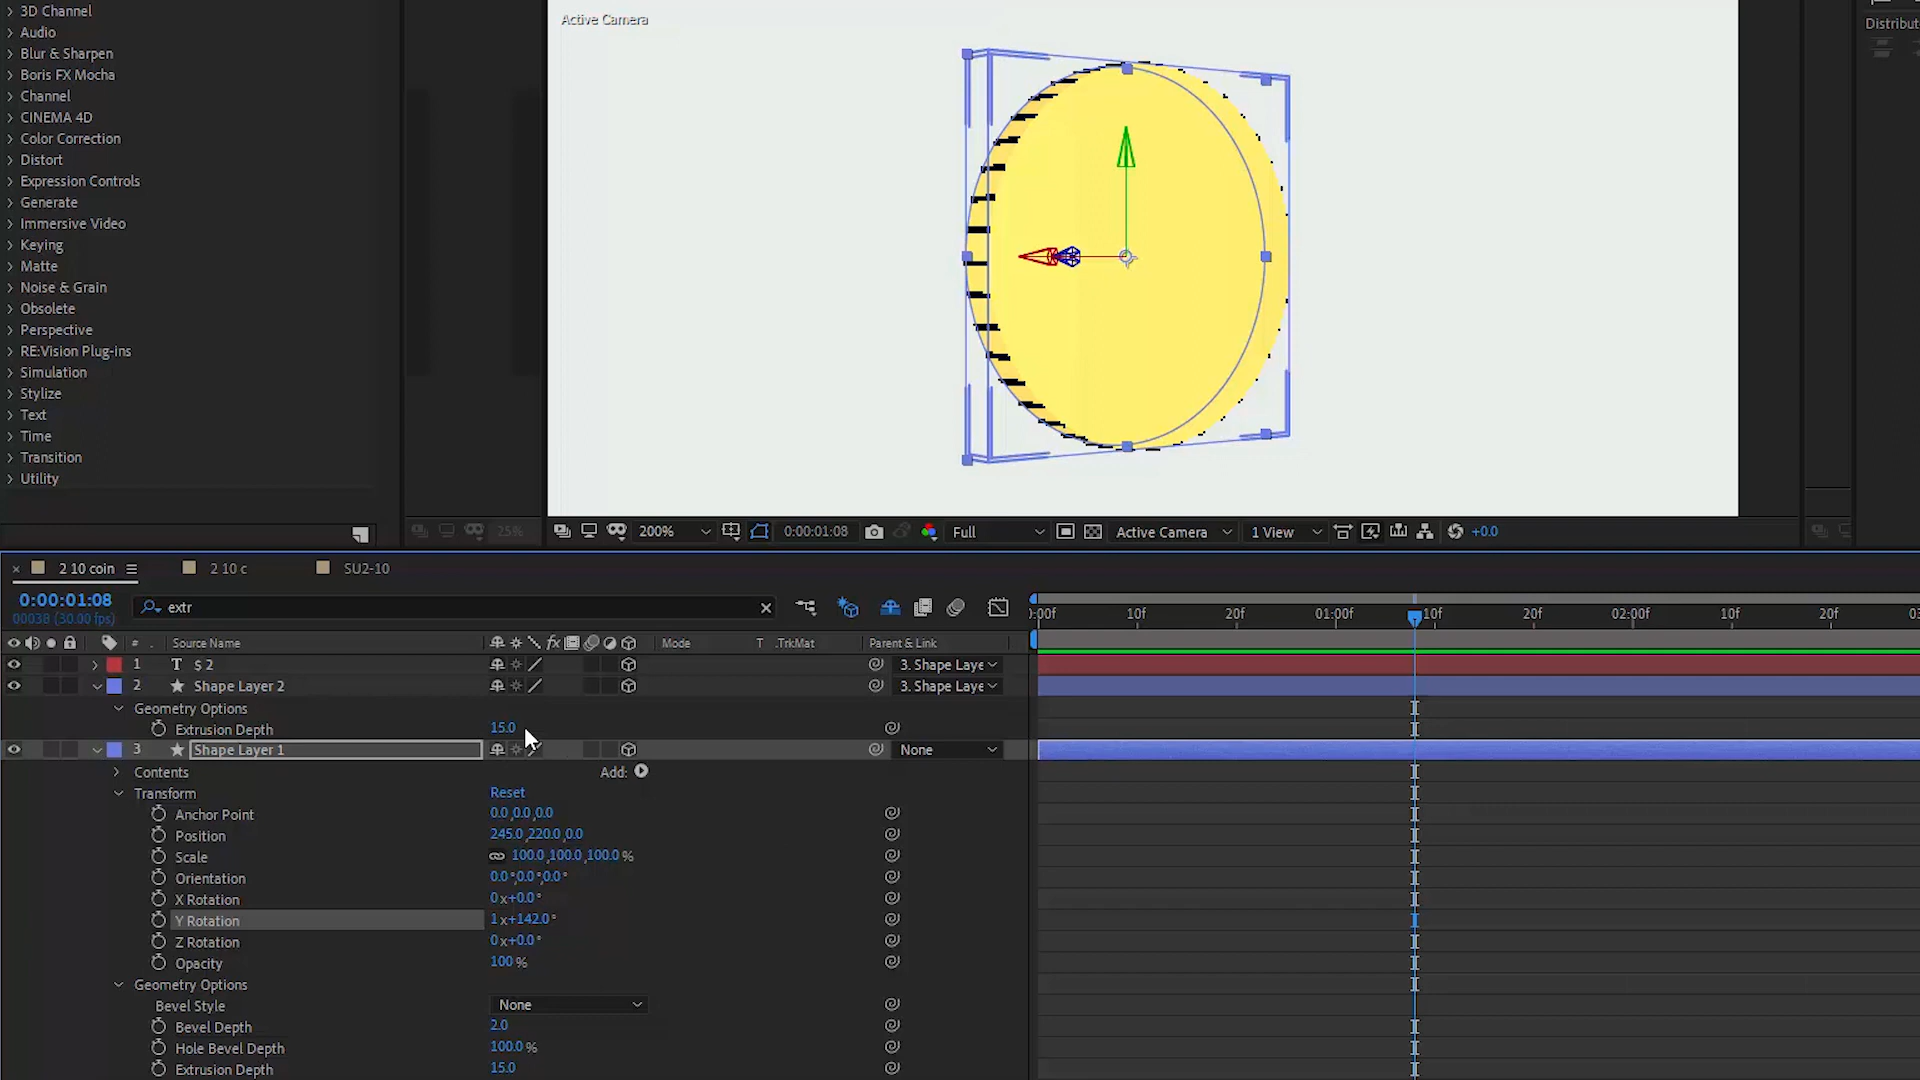 3D Channel
Audio
Blur & Sharpen
Boris FX Mocha
Channel
CINEMA 4D
Color Correction
Distort
Expression Controls
Generate
Immersive Video
Keying
Matte
Noise & Grain
Obsolete
Perspective
RE:Vision Plug-ins
Simulation
Stylize
Text
Time
Transition
Utility
Active Camera
Distribut
25%
200%
0:00:01:08
Full
Active Camera
1 View
+0.0
2 10 coin
2 10 c
SU2-10
0:00:01:08
00038 (30.00 fps)
extr
:00f 10f 20f 01:00f 10f 20f 02:00f 10f 20f 03
# . Source Name fx Mode T .TrkMat Parent & Link
1 T $ 2 3. Shape Laye
2 Shape Layer 2 3. Shape Laye
Geometry Options
Extrusion Depth 15.0
3 Shape Layer 1 None
Contents Add:
Transform Reset
Anchor Point 0.0,0.0,0.0
Position 245.0,220.0,0.0
Scale 100.0,100.0,100.0 %
Orientation 0.0°,0.0°,0.0°
X Rotation 0x+0.0°
Y Rotation 1x+142.0°
Z Rotation 0x+0.0°
Opacity 100 %
Geometry Options
Bevel Style None
Bevel Depth 2.0
Hole Bevel Depth 100.0 %
Extrusion Depth 15.0